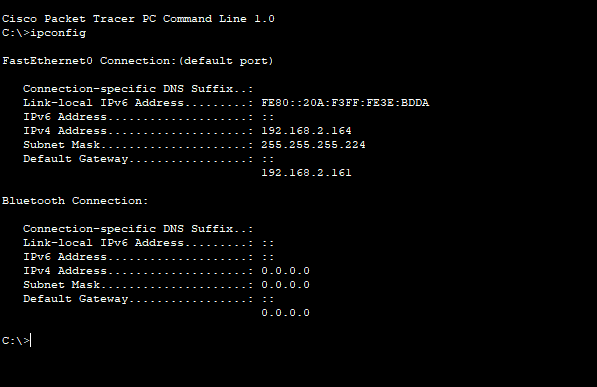 Cisco Packet Tracer PC Command Line 1.0
C:\>ipconfig
FastEthernet0 Connection:(default port)
Connection-specific DNS Suffix..:
Link-local IPv6 Address.........: FE80::20A:F3FF:FE3E:BDDA
IPv6 Address....................: ::
IPv4 Address....................: 192.168.2.164
Subnet Mask.....................: 255.255.255.224
Default Gateway.................: ::
192.168.2.161
Bluetooth Connection:
Connection-specific DNS Suffix..:
Link-local IPv6 Address.........: ::
IPv6 Address....................: ::
IPv4 Address....................: 0.0.0.0
Subnet Mask.....................: 0.0.0.0
Default Gateway.................: ::
0.0.0.0
C:\>